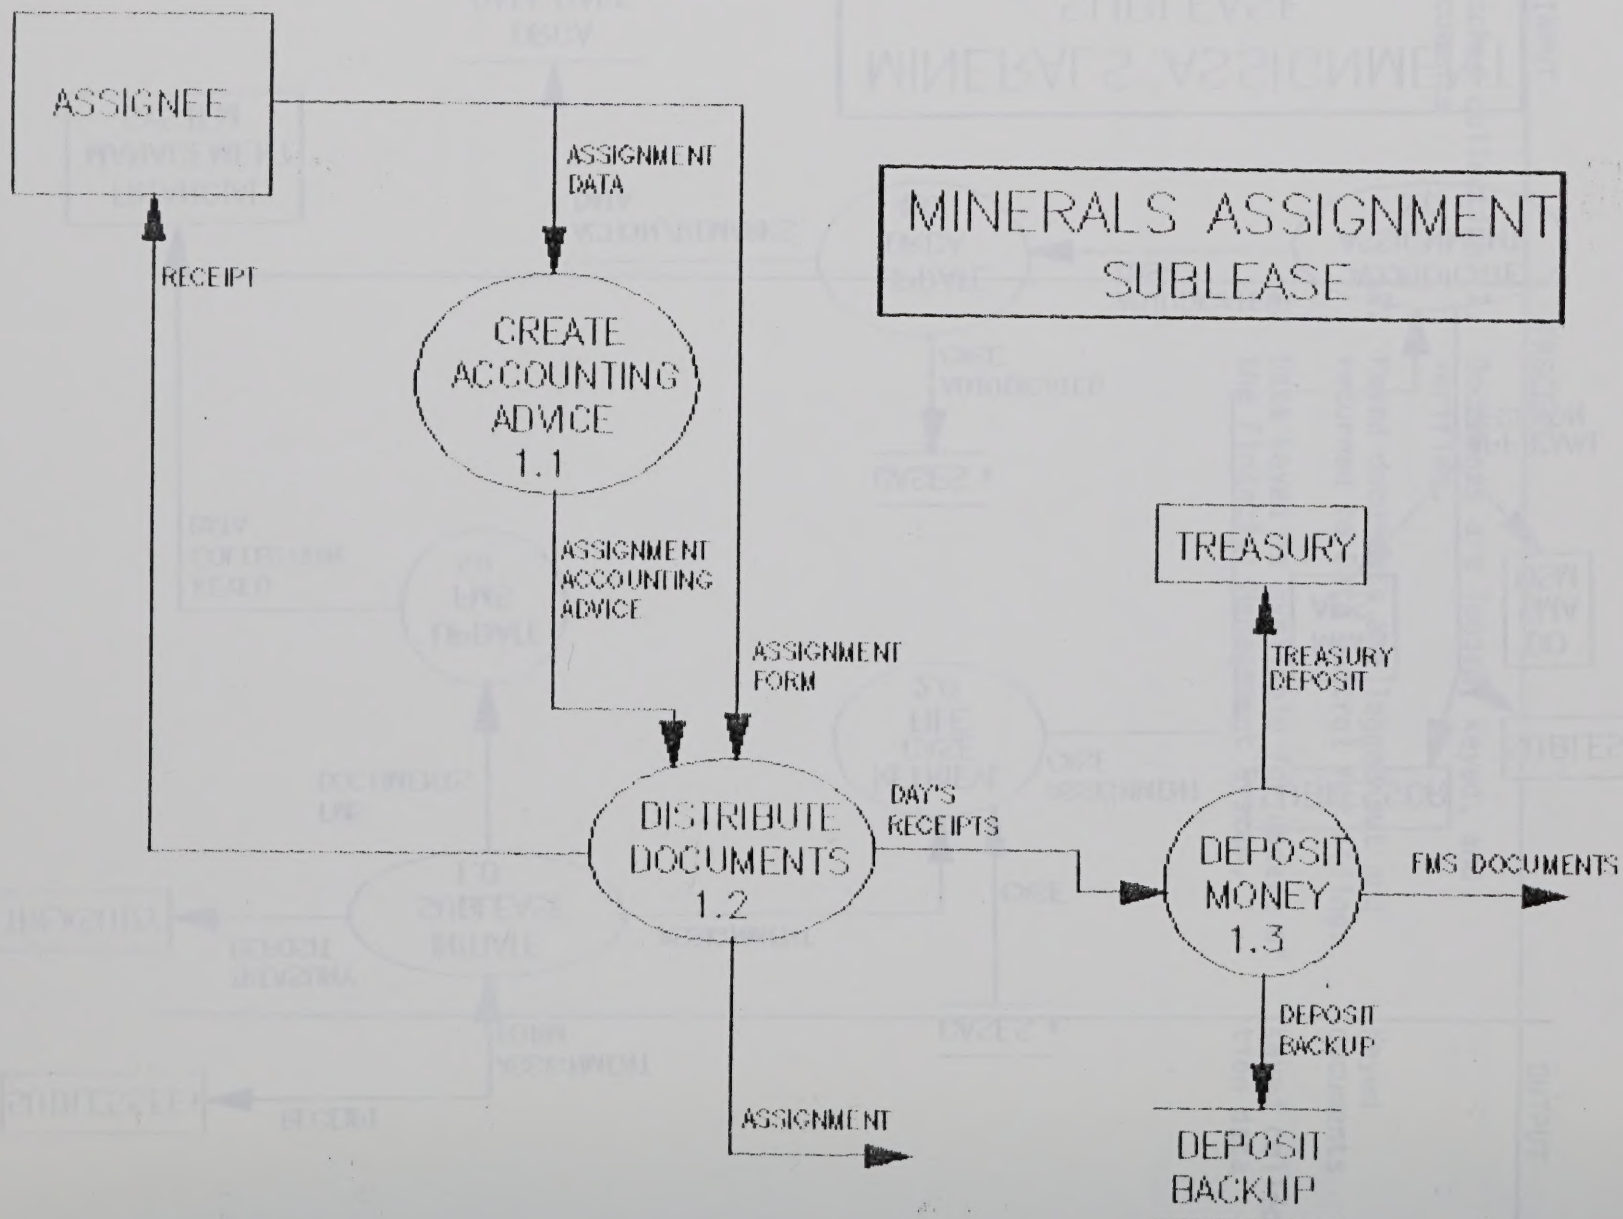 ASSIGNEE
ASSIGNMENT
DATA
MINERALS ASSIGNMENT
SUBLEASE
RECEIPT
CREATE
ACCOUNTING
ADVICE
1.1
ASSIGNMENT
ACCOUNTING
ADVICE
TREASURY
ASSIGNMENT
FORM
TREASURY
DEPOSIT
DISTRIBUTE
DOCUMENTS
1.2
DAY'S
RECEIPTS
DEPOSIT
MONEY
1.3
FMS DOCUMENTS
DEPOSIT
BACKUP
ASSIGNMENT
DEPOSIT
BACKUP